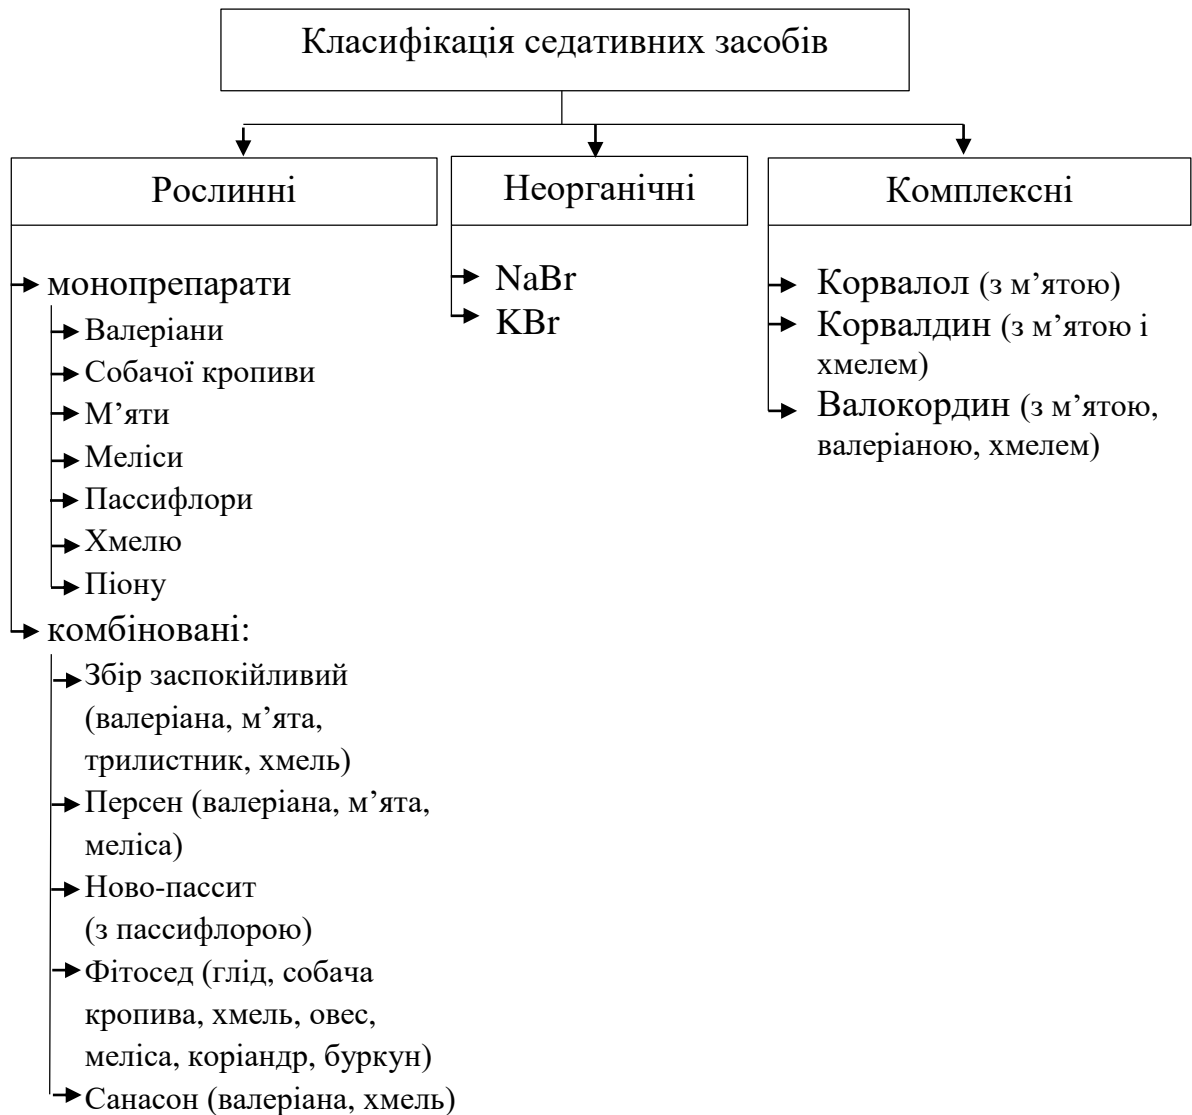 Класифікація седативних засобів
Рослинні
монопрепарати
Валеріани
Собачої кропиви
М’яти
Меліси
Пассифлори
Хмелю
Піону
комбіновані:
Збір заспокійливий
(валеріана, м’ята,
трилистник, хмель)
Персен (валеріана, м’ята,
меліса)
Ново-пассит
(з пассифлорою)
Фітосед (глід, собача
кропива, хмель, овес,
меліса, коріандр, буркун)
Санасон (валеріана, хмель)
Неорганічні
NaBr
KBr
Комплексні
Корвалол (з м’ятою)
Корвалдин (з м’ятою і
хмелем)
Валокордин (з м’ятою,
валеріаною, хмелем)